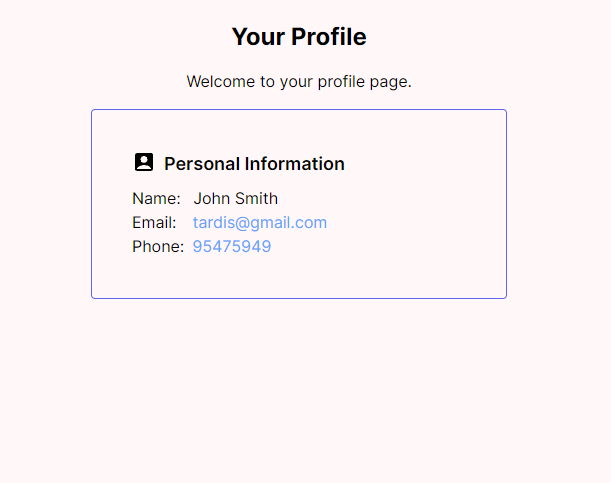 Your Profile
Welcome to your profile page.
Personal Information
Name: John Smith
Email: tardis@gmail.com
Phone: 95475949